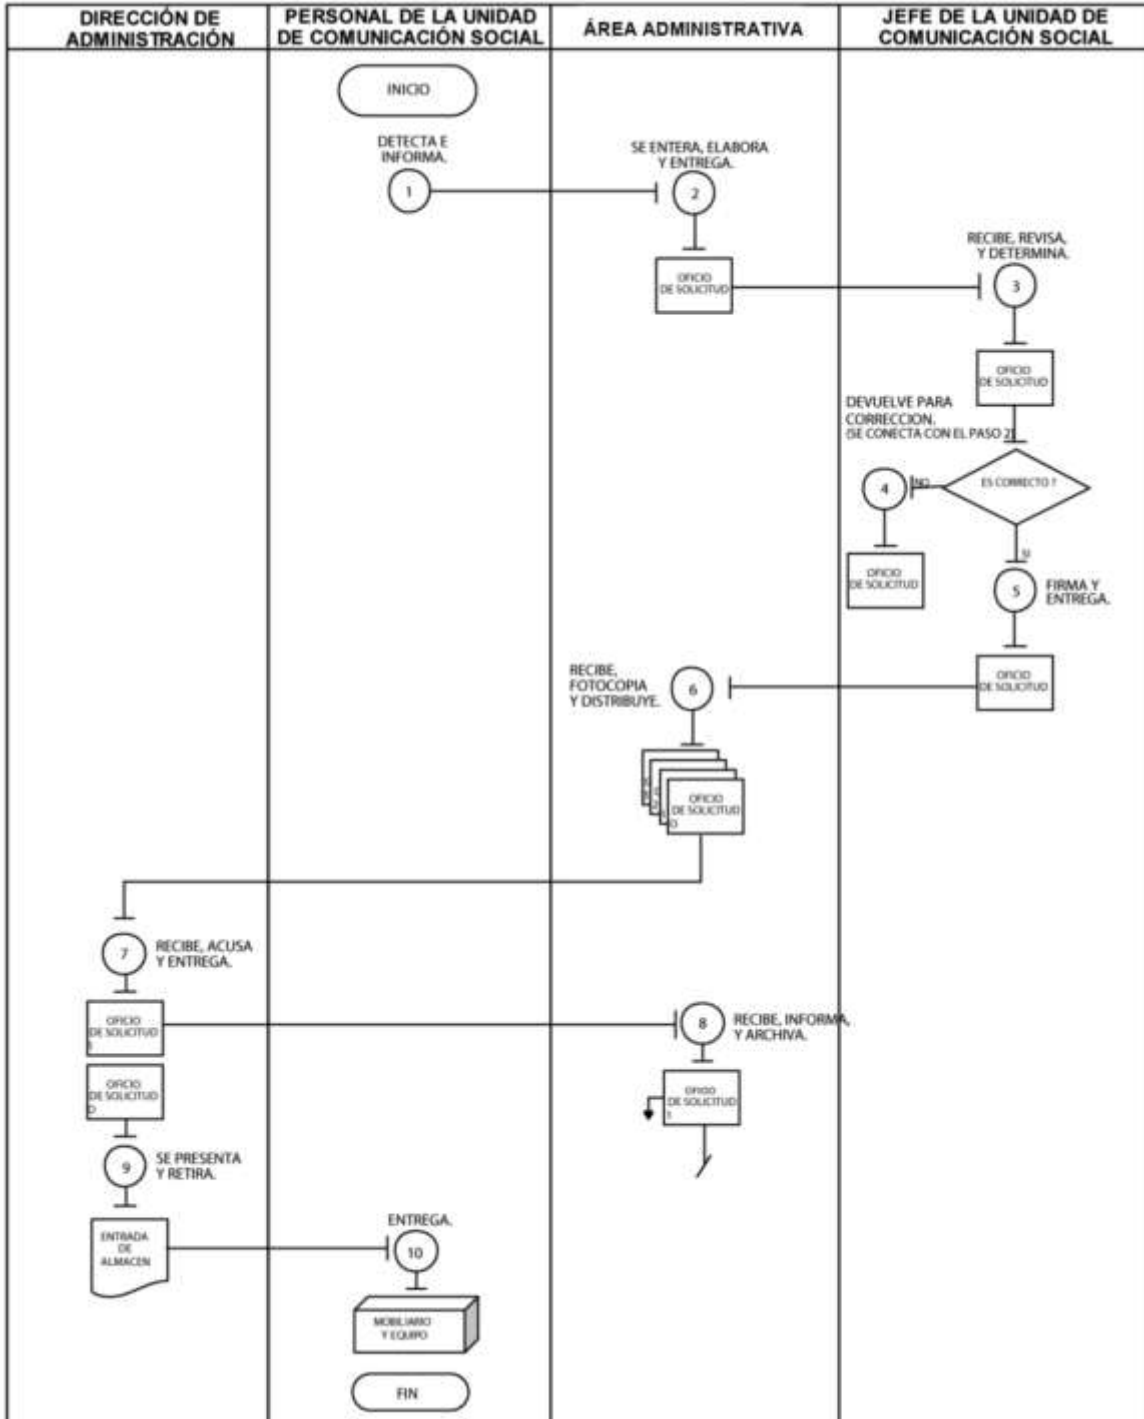 DIRECCIÓN DE
ADMINISTRACIÓN
PERSONAL DE LA UNIDAD
DE COMUNICACIÓN SOCIAL
ÁREA ADMINISTRATIVA
JEFE DE LA UNIDAD DE
COMUNICACIÓN SOCIAL
INICIO
DETECTA E
INFORMA.
1
SE ENTERA, ELABORA
Y ENTREGA.
2
OFICIO
DE SOLICITUD
RECIBE, REVISA,
Y DETERMINA.
3
OFICIO
DE SOLICITUD
DEVUELVE PARA
CORRECCION.
(SE CONECTA CON EL PASO 2)
ES CORRECTO ?
NO
4
OFICIO
DE SOLICITUD
SI
5
FIRMA Y
ENTREGA.
OFICIO
DE SOLICITUD
RECIBE,
FOTOCOPIA
Y DISTRIBUYE.
6
OFICIO
DE SOLICITUD
O
7
RECIBE, ACUSA
Y ENTREGA.
OFICIO
DE SOLICITUD
1
8
RECIBE, INFORMA,
Y ARCHIVA.
OFICIO
DE SOLICITUD
O
OFICIO
DE SOLICITUD
1
9
SE PRESENTA
Y RETIRA.
ENTRADA
DE
ALMACEN
ENTREGA.
10
MOBILIARIO
Y EQUIPO
FIN